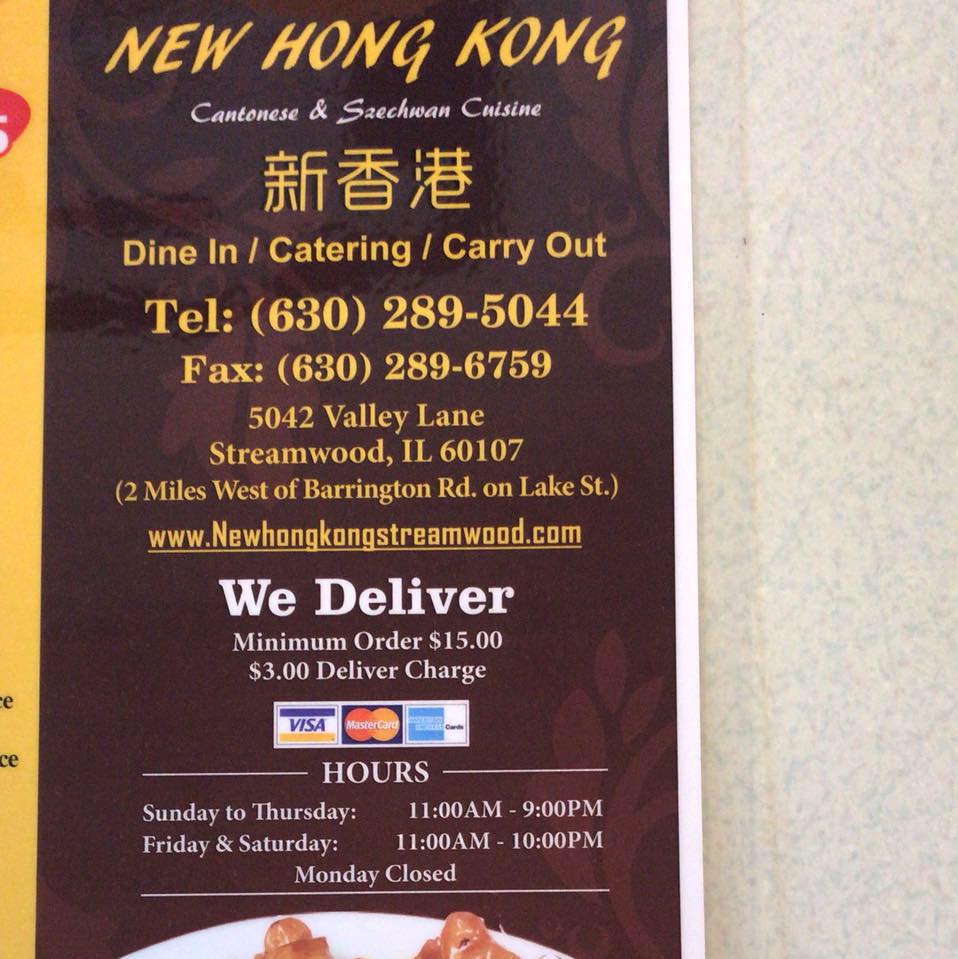 NEW HONG KONG
Cantonese & Szechwan Cuisine
新香港
Dine In / Catering / Carry Out
Tel: (630) 289-5044
Fax: (630) 289-6759
5042 Valley Lane
Streamwood, IL 60107
(2 Miles West of Barrington Rd. on Lake St.)
www.Newhongkongstreamwood.com
We Deliver
Minimum Order $15.00
$3.00 Deliver Charge
VISA MasterCard AMERICAN EXPRESS Cards
HOURS
Sunday to Thursday: 11:00AM - 9:00PM
Friday & Saturday: 11:00AM - 10:00PM
Monday Closed